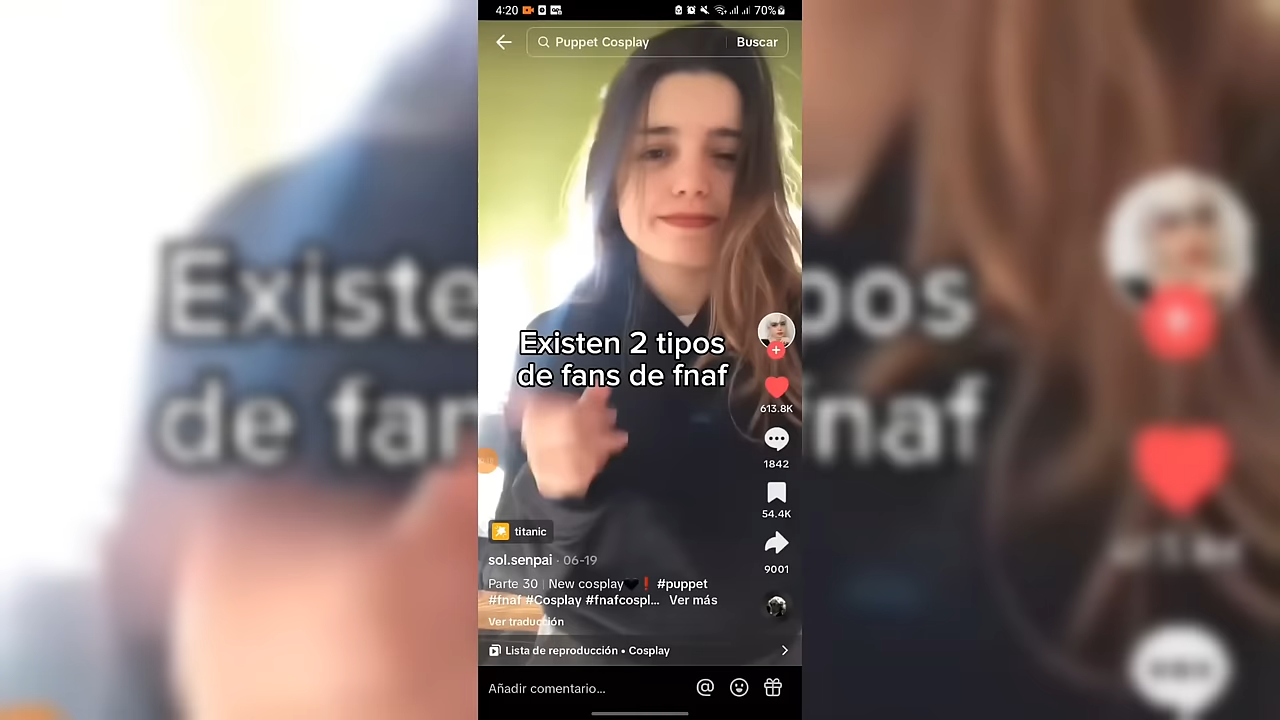 4:20
70%
Puppet Cosplay
Buscar
Existen 2 tipos
de fans de fnaf
613.8K
1842
54.4K
9001
titanic
sol.senpai · 06-19
Parte 30 | New cosplay🖤❗ #puppet
#fnaf #Cosplay #fnafcospl... Ver más
Ver traducción
Lista de reproducción • Cosplay
Añadir comentario...